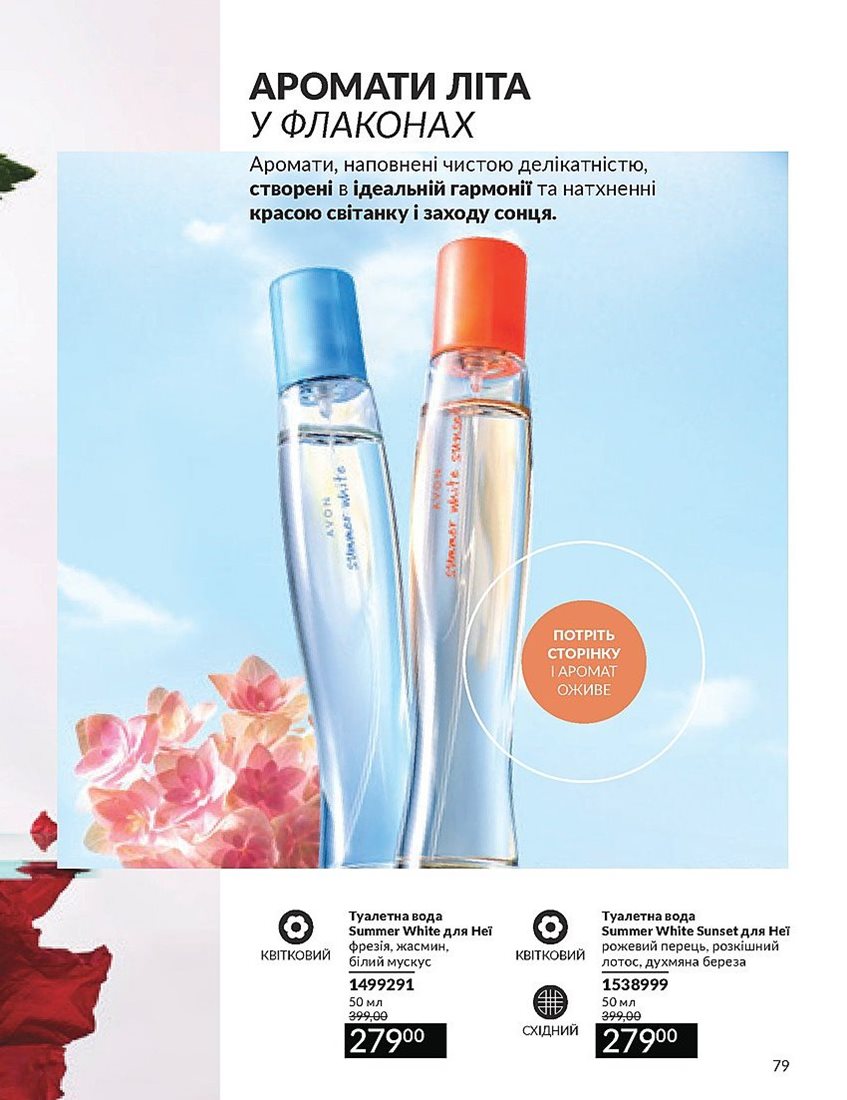 АРОМАТИ ЛІТА
У ФЛАКОНАХ
Аромати, наповнені чистою делікатністю,
створені в ідеальній гармонії та натхненні
красою світанку і заходу сонця.
AVON
summer white
AVON
summer white sunset
ПОТРІТЬ
СТОРІНКУ
І АРОМАТ
ОЖИВЕ
КВІТКОВИЙ
Туалетна вода
Summer White для Неї
фрезія, жасмин,
білий мускус
1499291
50 мл
399,00
27900
КВІТКОВИЙ
СХІДНИЙ
Туалетна вода
Summer White Sunset для Неї
рожевий перець, розкішний
лотос, духмяна береза
1538999
50 мл
399,00
27900
79